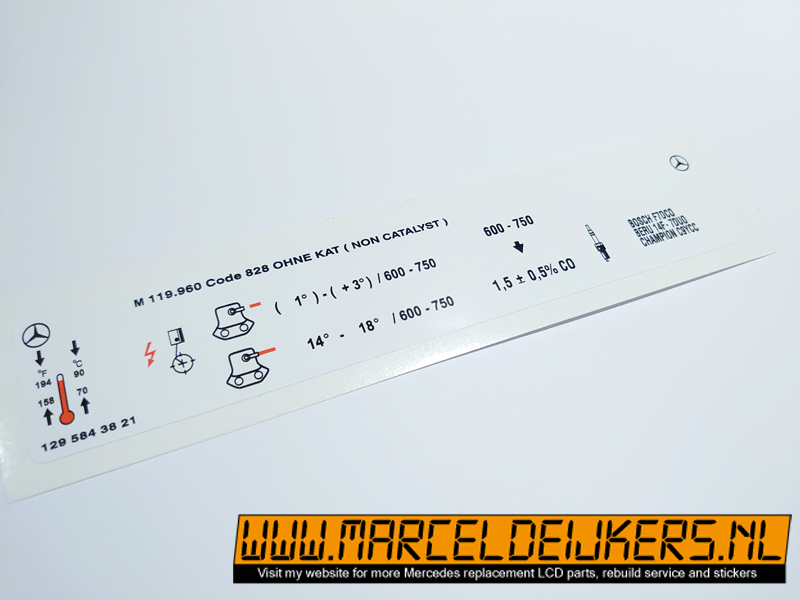 M 119.960 Code 828 OHNE KAT ( NON CATALYST )
°F °C
194 90
158 70
129 584 38 21
( 1° ) - ( + 3° ) / 600 - 750
14° - 18° / 600 - 750
600 - 750
1,5 ± 0,5% CO
BOSCH F7DCO
BERU 14F - 7DUO
CHAMPION C9YCC
WWW.MARCELDEIJKERS.NL
Visit my website for more Mercedes replacement LCD parts, rebuild service and stickers